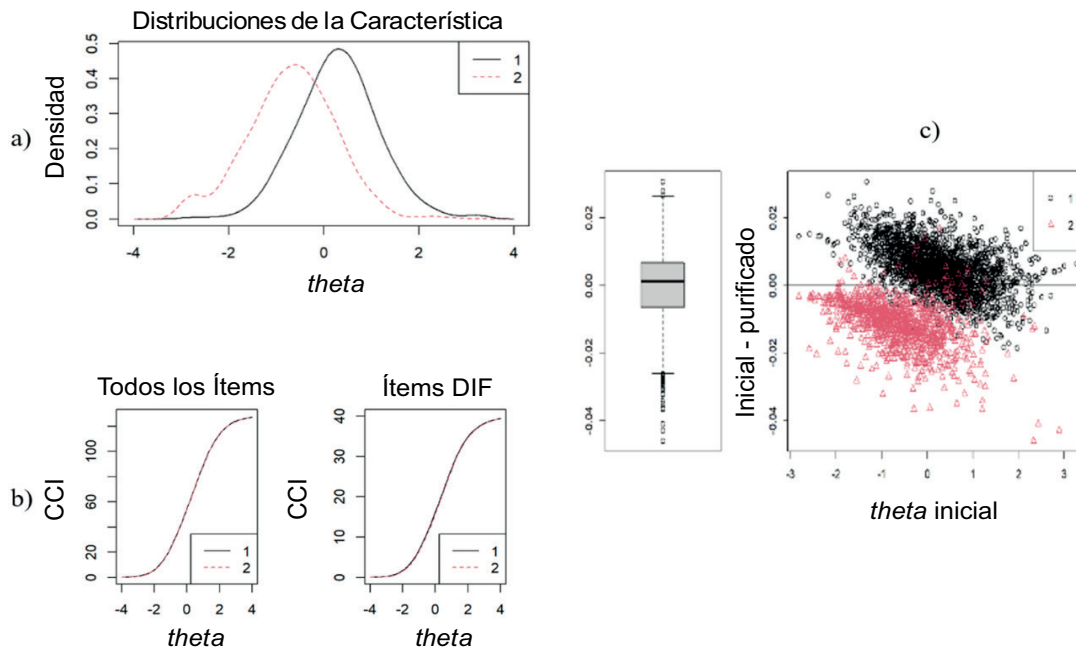 Distribuciones de la Característica
a)
Densidad
0.0 0.1 0.2 0.3 0.4 0.5
1
2
-4 -2 0 2 4
theta
b)
Todos los Ítems
CCI
0 20 60 100
1
2
-4 -2 0 2 4
theta
Ítems DIF
CCI
0 10 20 30 40
1
2
-4 -2 0 2 4
theta
c)
-0.04 -0.02 0.00 0.02
Inicial - purificado
-0.04 -0.02 0.00 0.02
1
2
-3 -2 -1 0 1 2 3
theta inicial